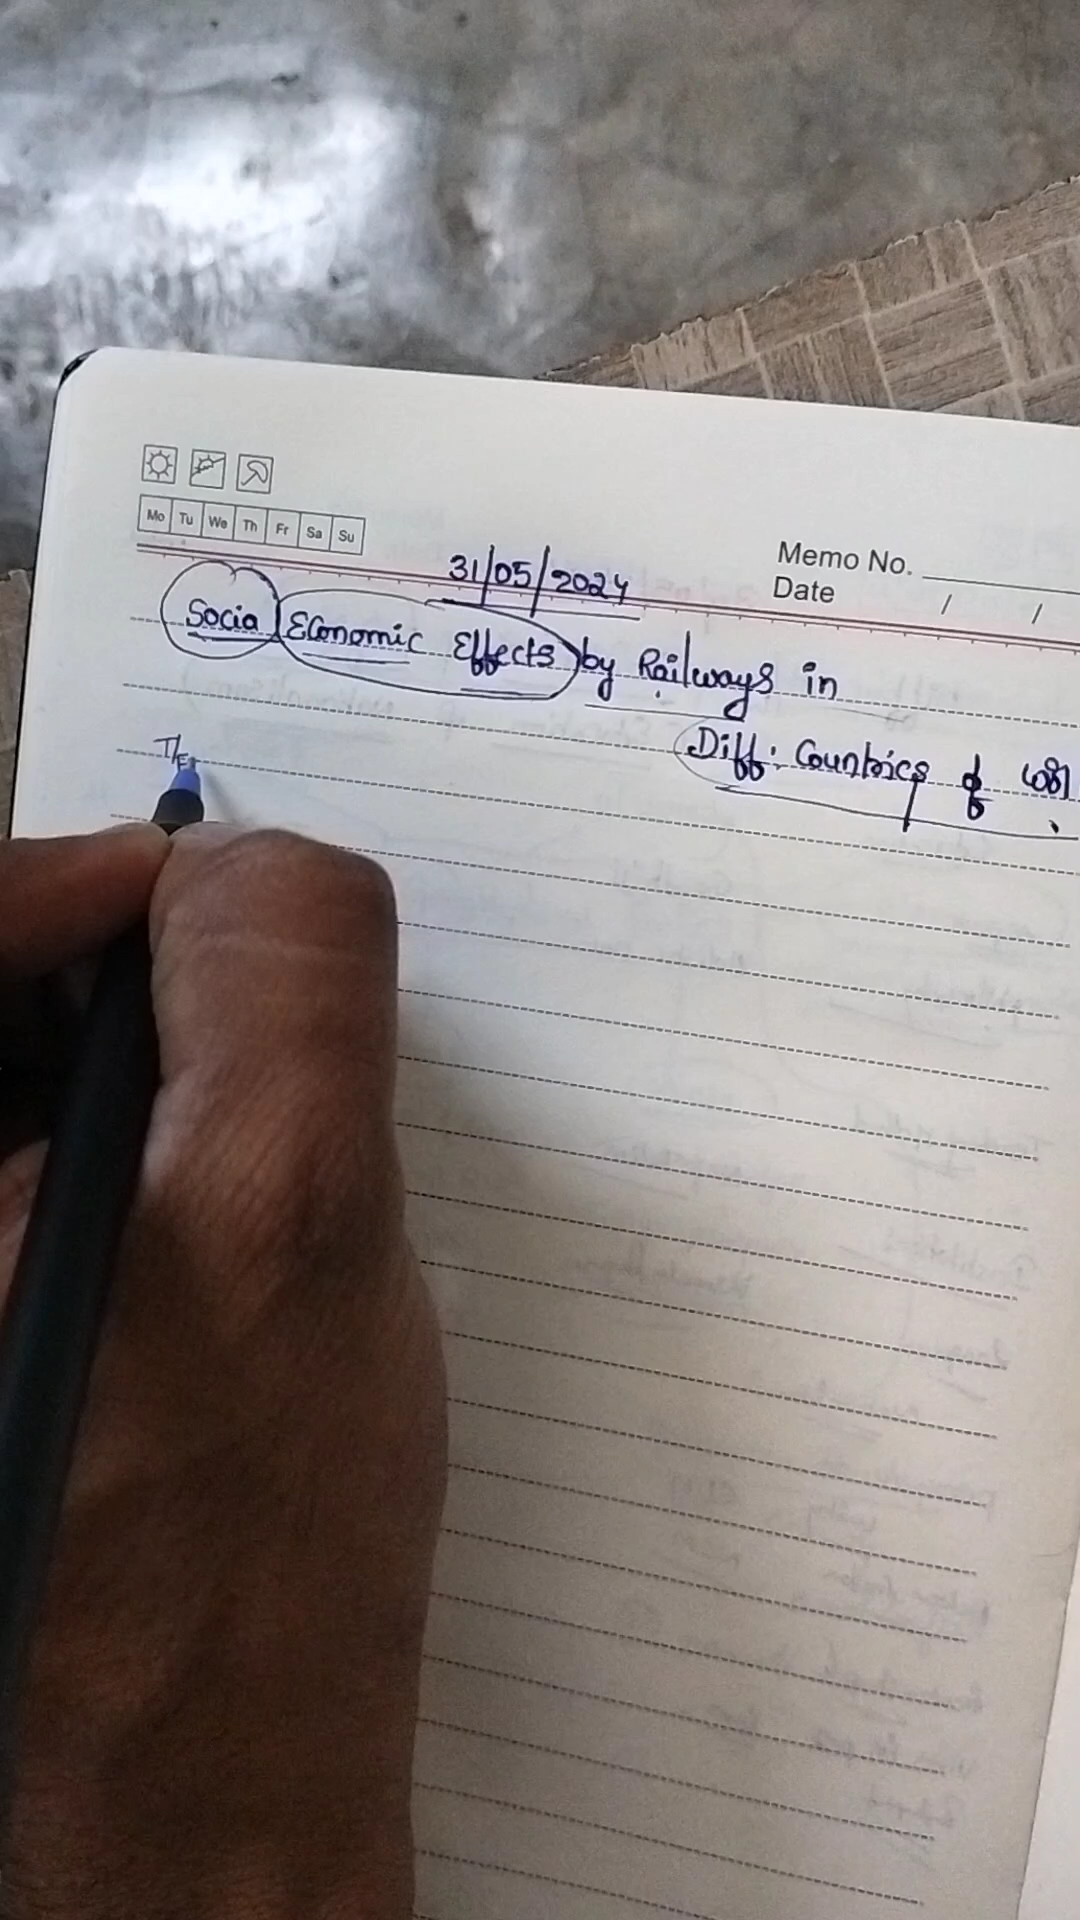 Mo Tu We Th Fr Sa Su
Memo No.
Date / /
31/05/2024
Socia Economic Effects by Railways in
Diff: Countries of